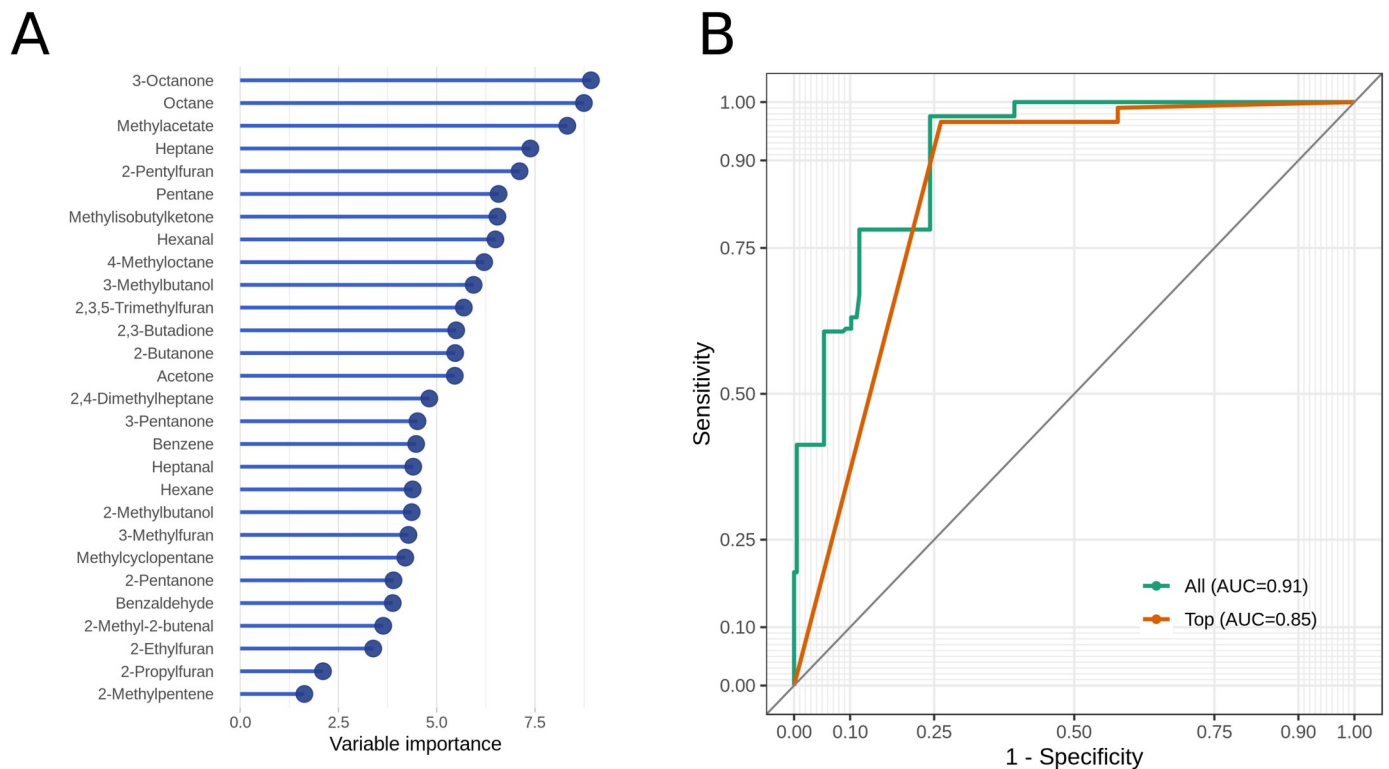 A
3-Octanone
Octane
Methylacetate
Heptane
2-Pentylfuran
Pentane
Methylisobutylketone
Hexanal
4-Methyloctane
3-Methylbutanol
2,3,5-Trimethylfuran
2,3-Butadione
2-Butanone
Acetone
2,4-Dimethylheptane
3-Pentanone
Benzene
Heptanal
Hexane
2-Methylbutanol
3-Methylfuran
Methylcyclopentane
2-Pentanone
Benzaldehyde
2-Methyl-2-butenal
2-Ethylfuran
2-Propylfuran
2-Methylpentene
0.0 2.5 5.0 7.5
Variable importance
B
Sensitivity
1.00
0.90
0.75
0.50
0.25
0.10
0.00
All (AUC=0.91)
Top (AUC=0.85)
0.00 0.10 0.25 0.50 0.75 0.90 1.00
1 - Specificity